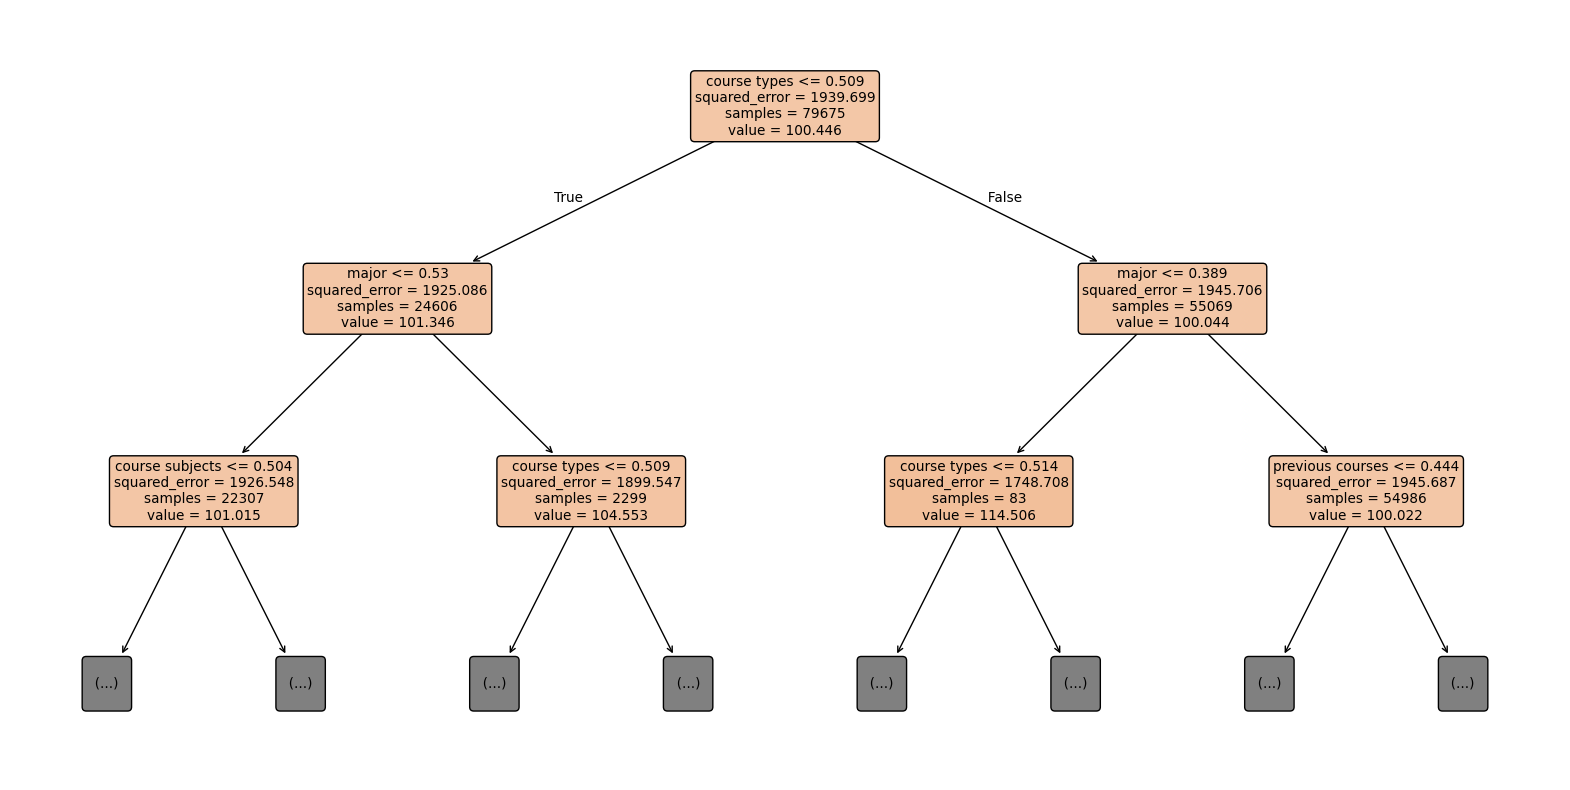 course types <= 0.509
squared_error = 1939.699
samples = 79675
value = 100.446
True
False
major <= 0.53
squared_error = 1925.086
samples = 24606
value = 101.346
major <= 0.389
squared_error = 1945.706
samples = 55069
value = 100.044
course subjects <= 0.504
squared_error = 1926.548
samples = 22307
value = 101.015
course types <= 0.509
squared_error = 1899.547
samples = 2299
value = 104.553
course types <= 0.514
squared_error = 1748.708
samples = 83
value = 114.506
previous courses <= 0.444
squared_error = 1945.687
samples = 54986
value = 100.022
(...)
(...)
(...)
(...)
(...)
(...)
(...)
(...)